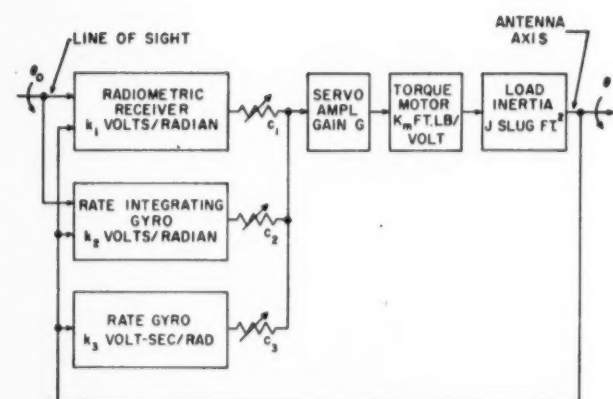 ANTENNA
AXIS
LINE OF SIGHT
θ₀
θ
RADIOMETRIC
RECEIVER
k₁ VOLTS/RADIAN
c₁
SERVO
AMPL
GAIN G
TORQUE
MOTOR
Kₘ FT. LB/
VOLT
LOAD
INERTIA
J SLUG FT.²
RATE INTEGRATING
GYRO
k₂ VOLTS/RADIAN
c₂
RATE GYRO
k₃ VOLT-SEC/RAD
c₃